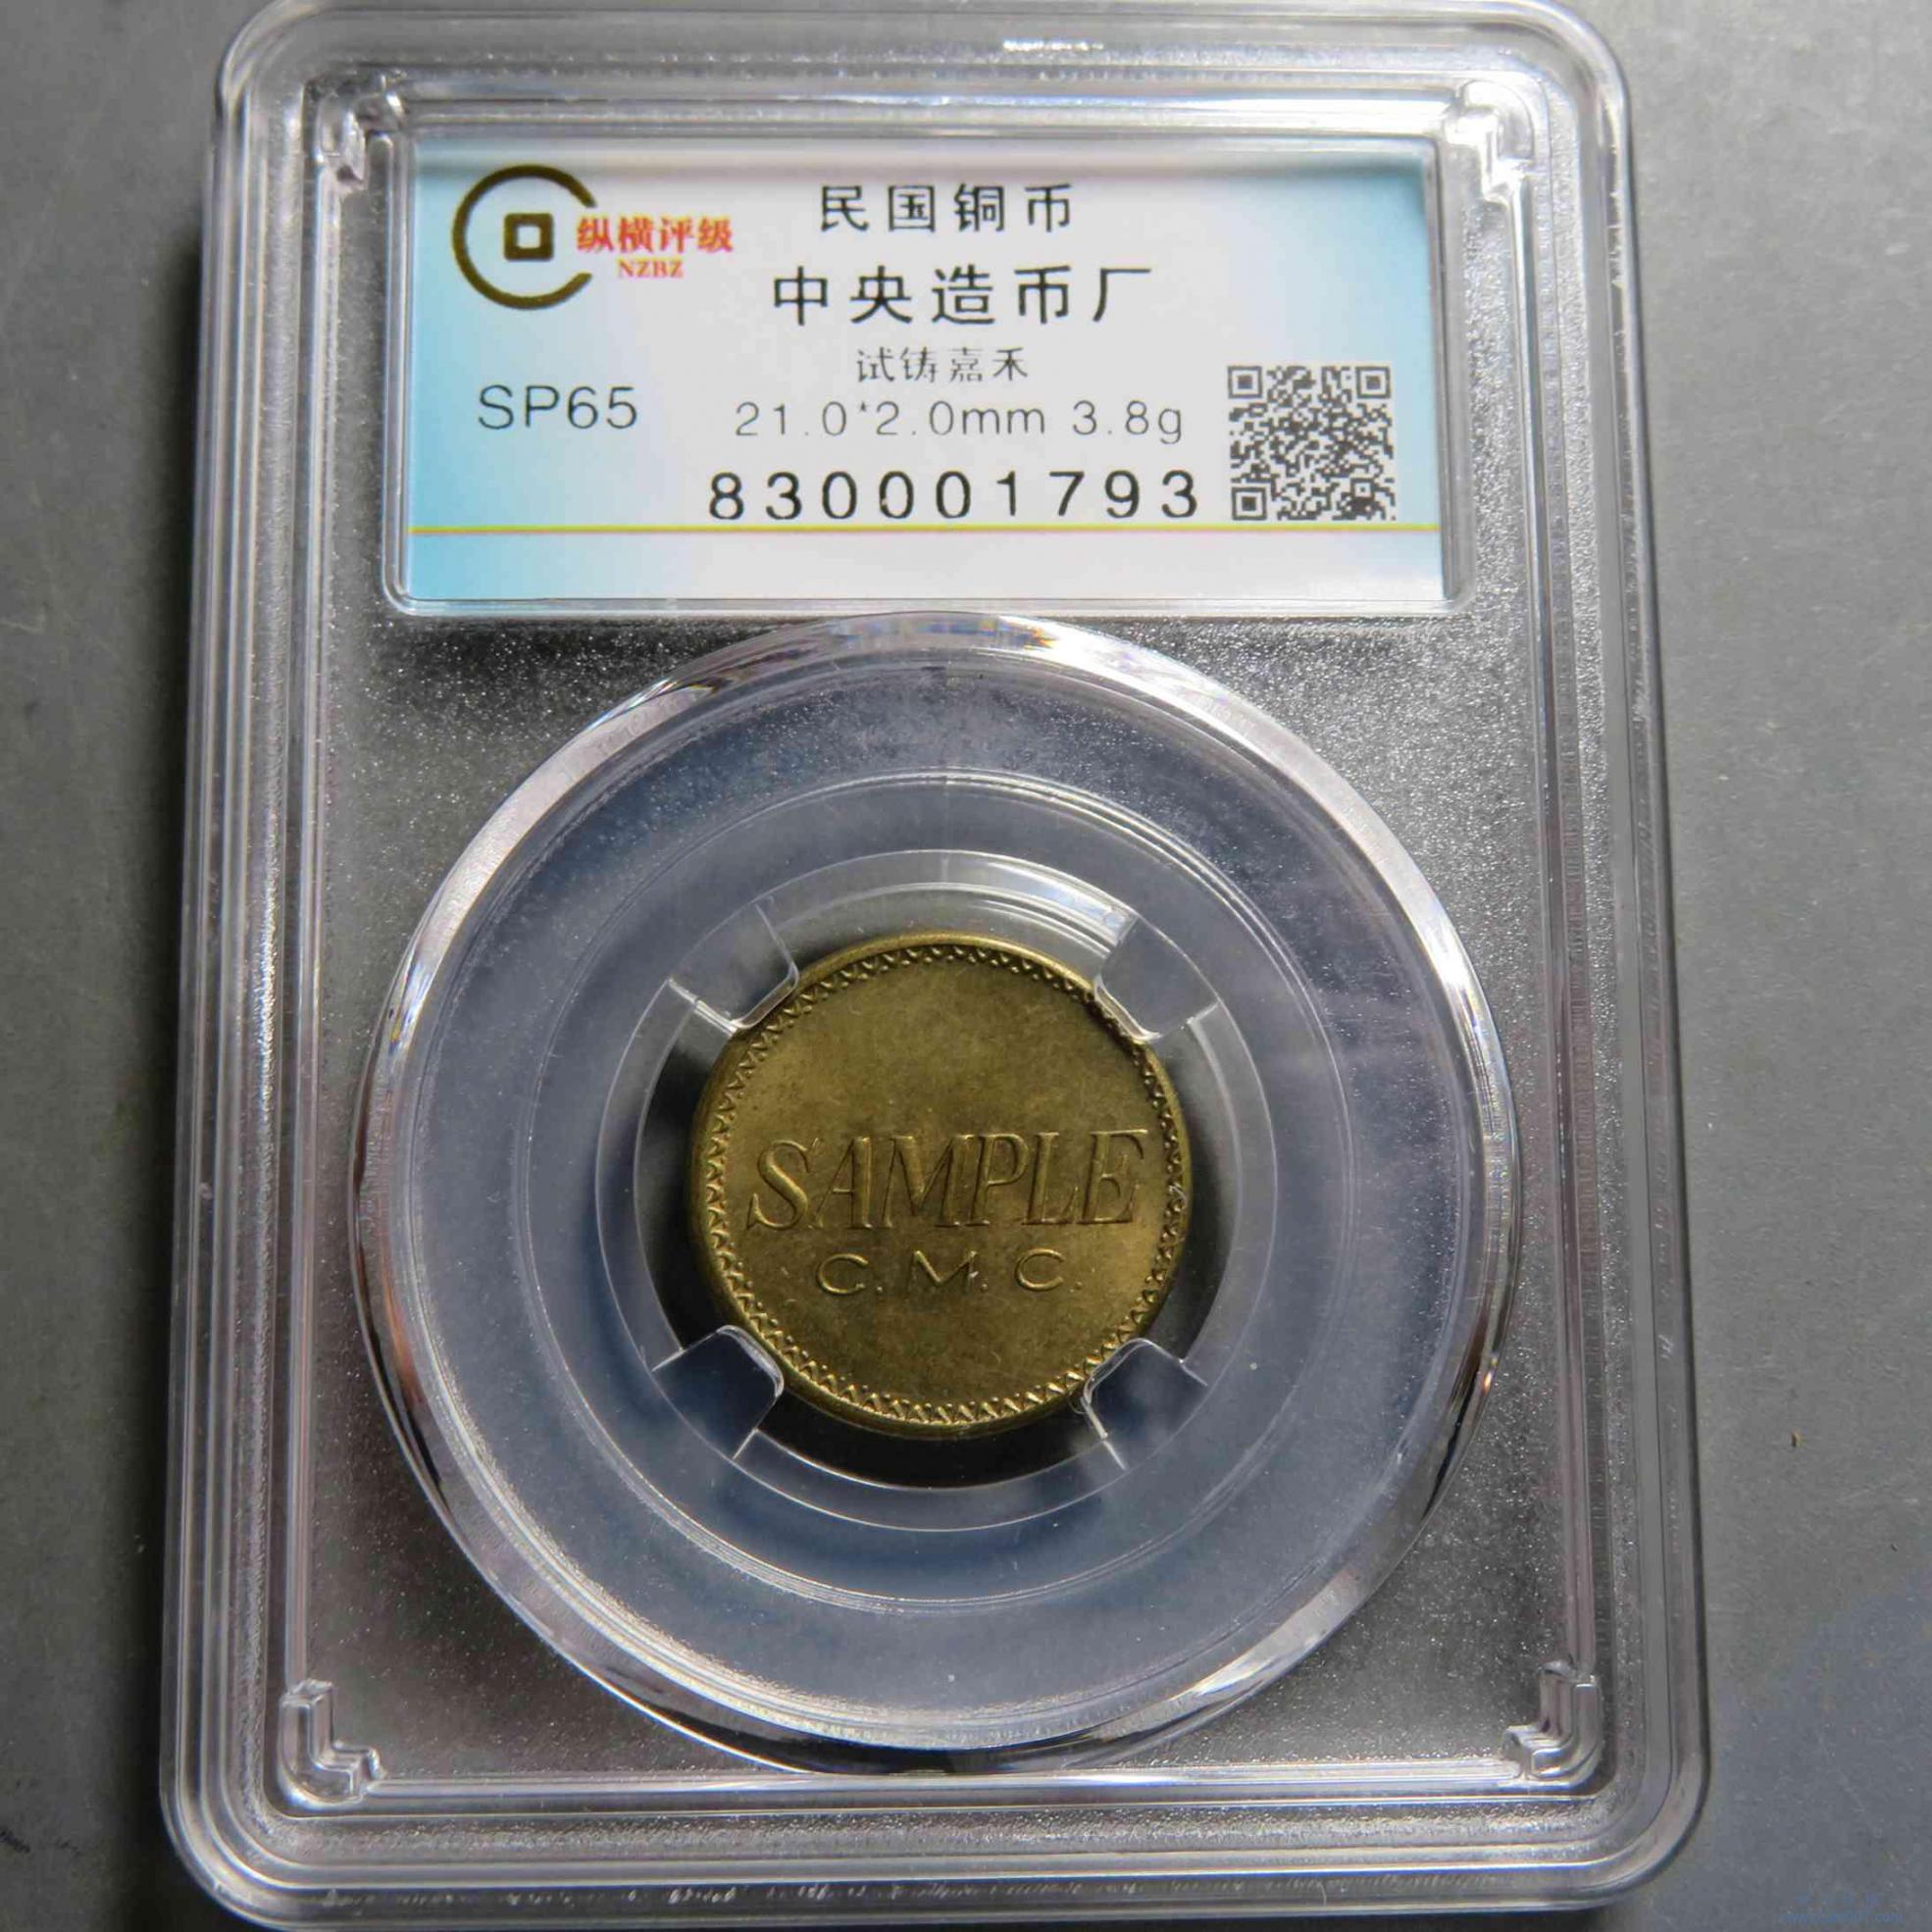 纵横评级
NZBZ
民国铜币
中央造币厂
试铸嘉禾
SP65
21.0*2.0mm 3.8g
830001793
SAMPLE
C.M.C.